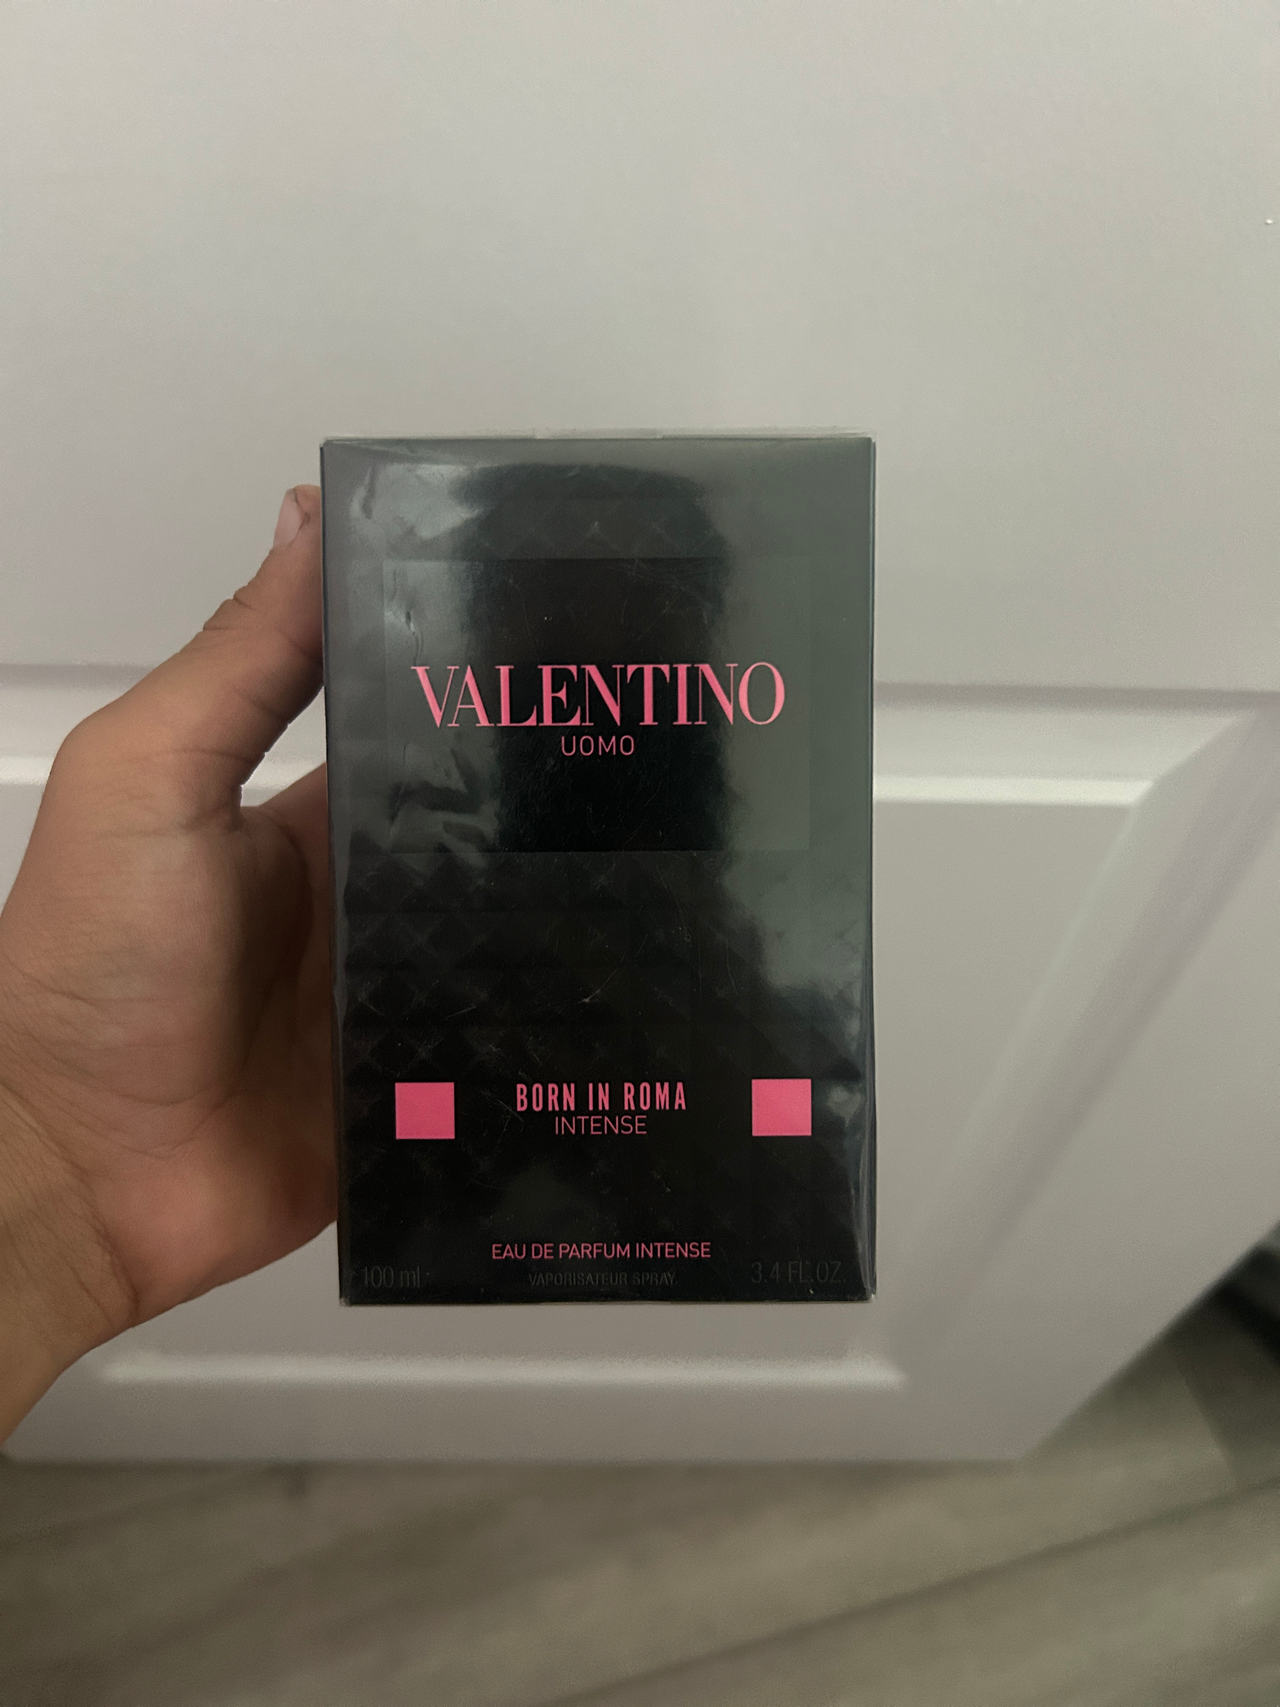 VALENTINO
UOMO
BORN IN ROMA
INTENSE
EAU DE PARFUM INTENSE
100 ml VAPORISATEUR SPRAY 3.4 FL.OZ.